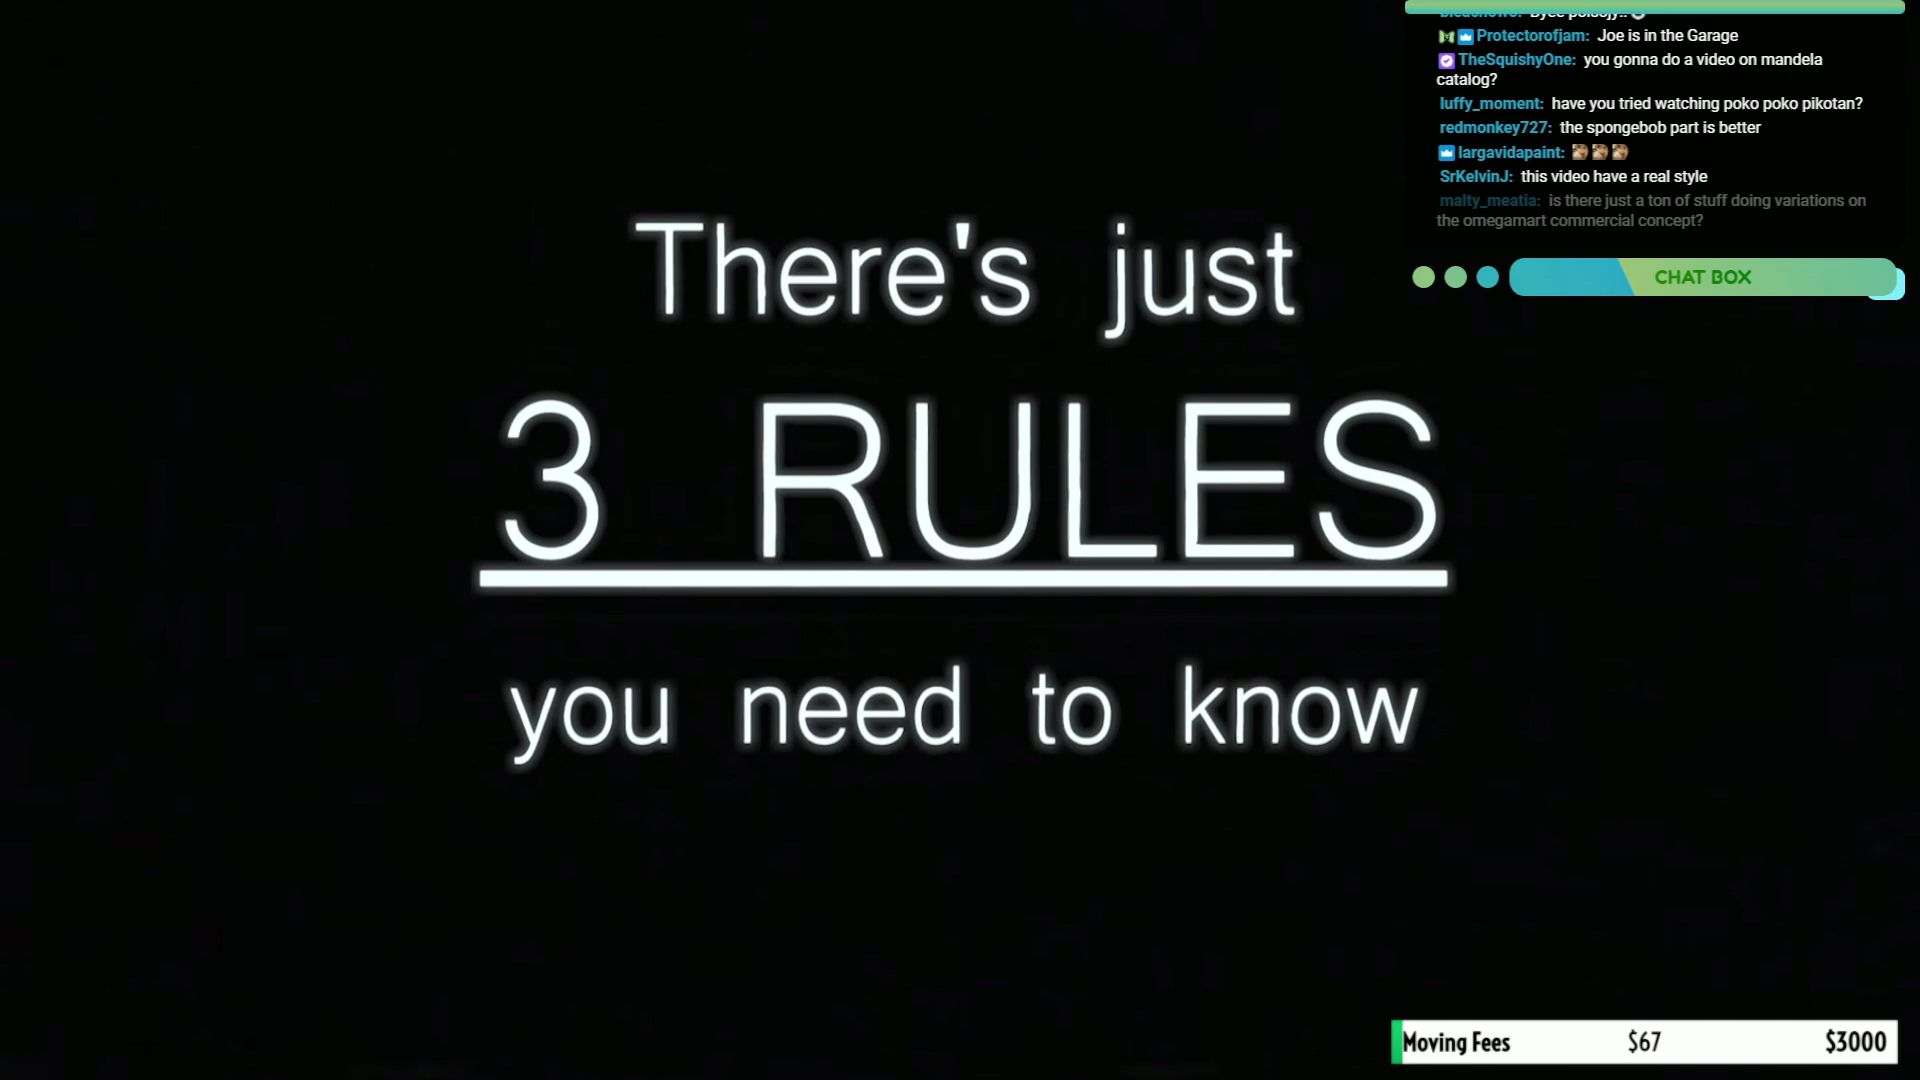 There's just
3 RULES
you need to know
Protectorofjam: Joe is in the Garage
TheSquishyOne: you gonna do a video on mandela
catalog?
luffy_moment: have you tried watching poko poko pikotan?
redmonkey727: the spongebob part is better
largavidapaint:
SrKelvinJ: this video have a real style
malty_meatia: is there just a ton of stuff doing variations on
the omegamart commercial concept?
CHAT BOX
Moving Fees $67 $3000